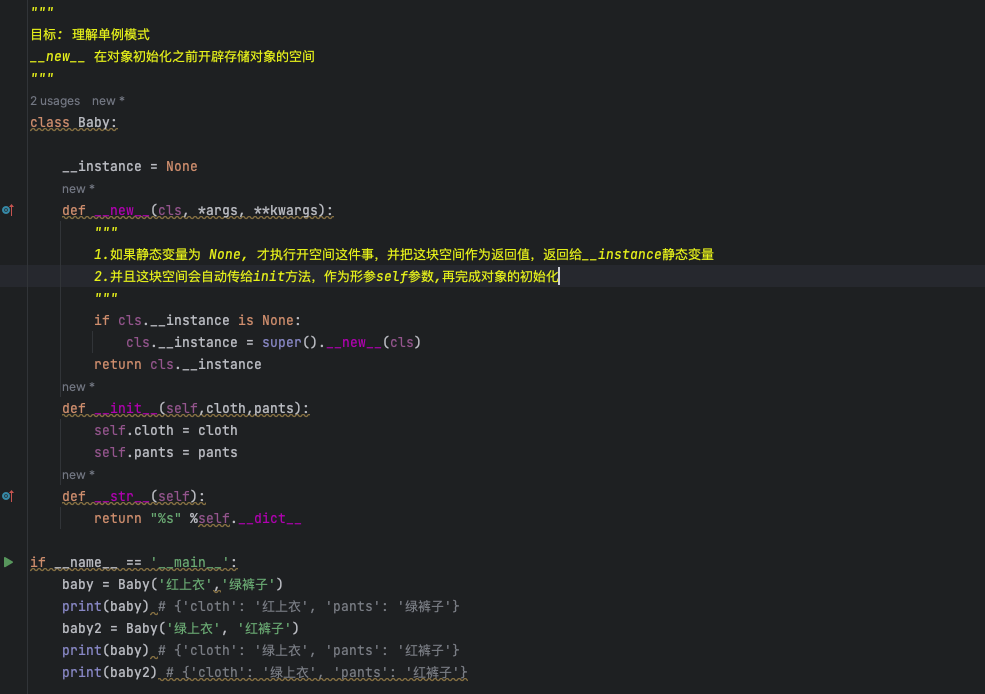 """
目标: 理解单例模式
__new__ 在对象初始化之前开辟存储对象的空间
"""
2 usages new *
class Baby:
__instance = None
new *
def __new__(cls, *args, **kwargs):
"""
1.如果静态变量为 None, 才执行开空间这件事, 并把这块空间作为返回值, 返回给__instance静态变量
2.并且这块空间会自动传给init方法, 作为形参self参数,再完成对象的初始化
"""
if cls.__instance is None:
cls.__instance = super().__new__(cls)
return cls.__instance
new *
def __init__(self,cloth,pants):
self.cloth = cloth
self.pants = pants
new *
def __str__(self):
return "%s" %self.__dict__
if __name__ == '__main__':
baby = Baby('红上衣','绿裤子')
print(baby) # {'cloth': '红上衣', 'pants': '绿裤子'}
baby2 = Baby('绿上衣', '红裤子')
print(baby) # {'cloth': '绿上衣', 'pants': '红裤子'}
print(baby2) # {'cloth': '绿上衣', 'pants': '红裤子'}